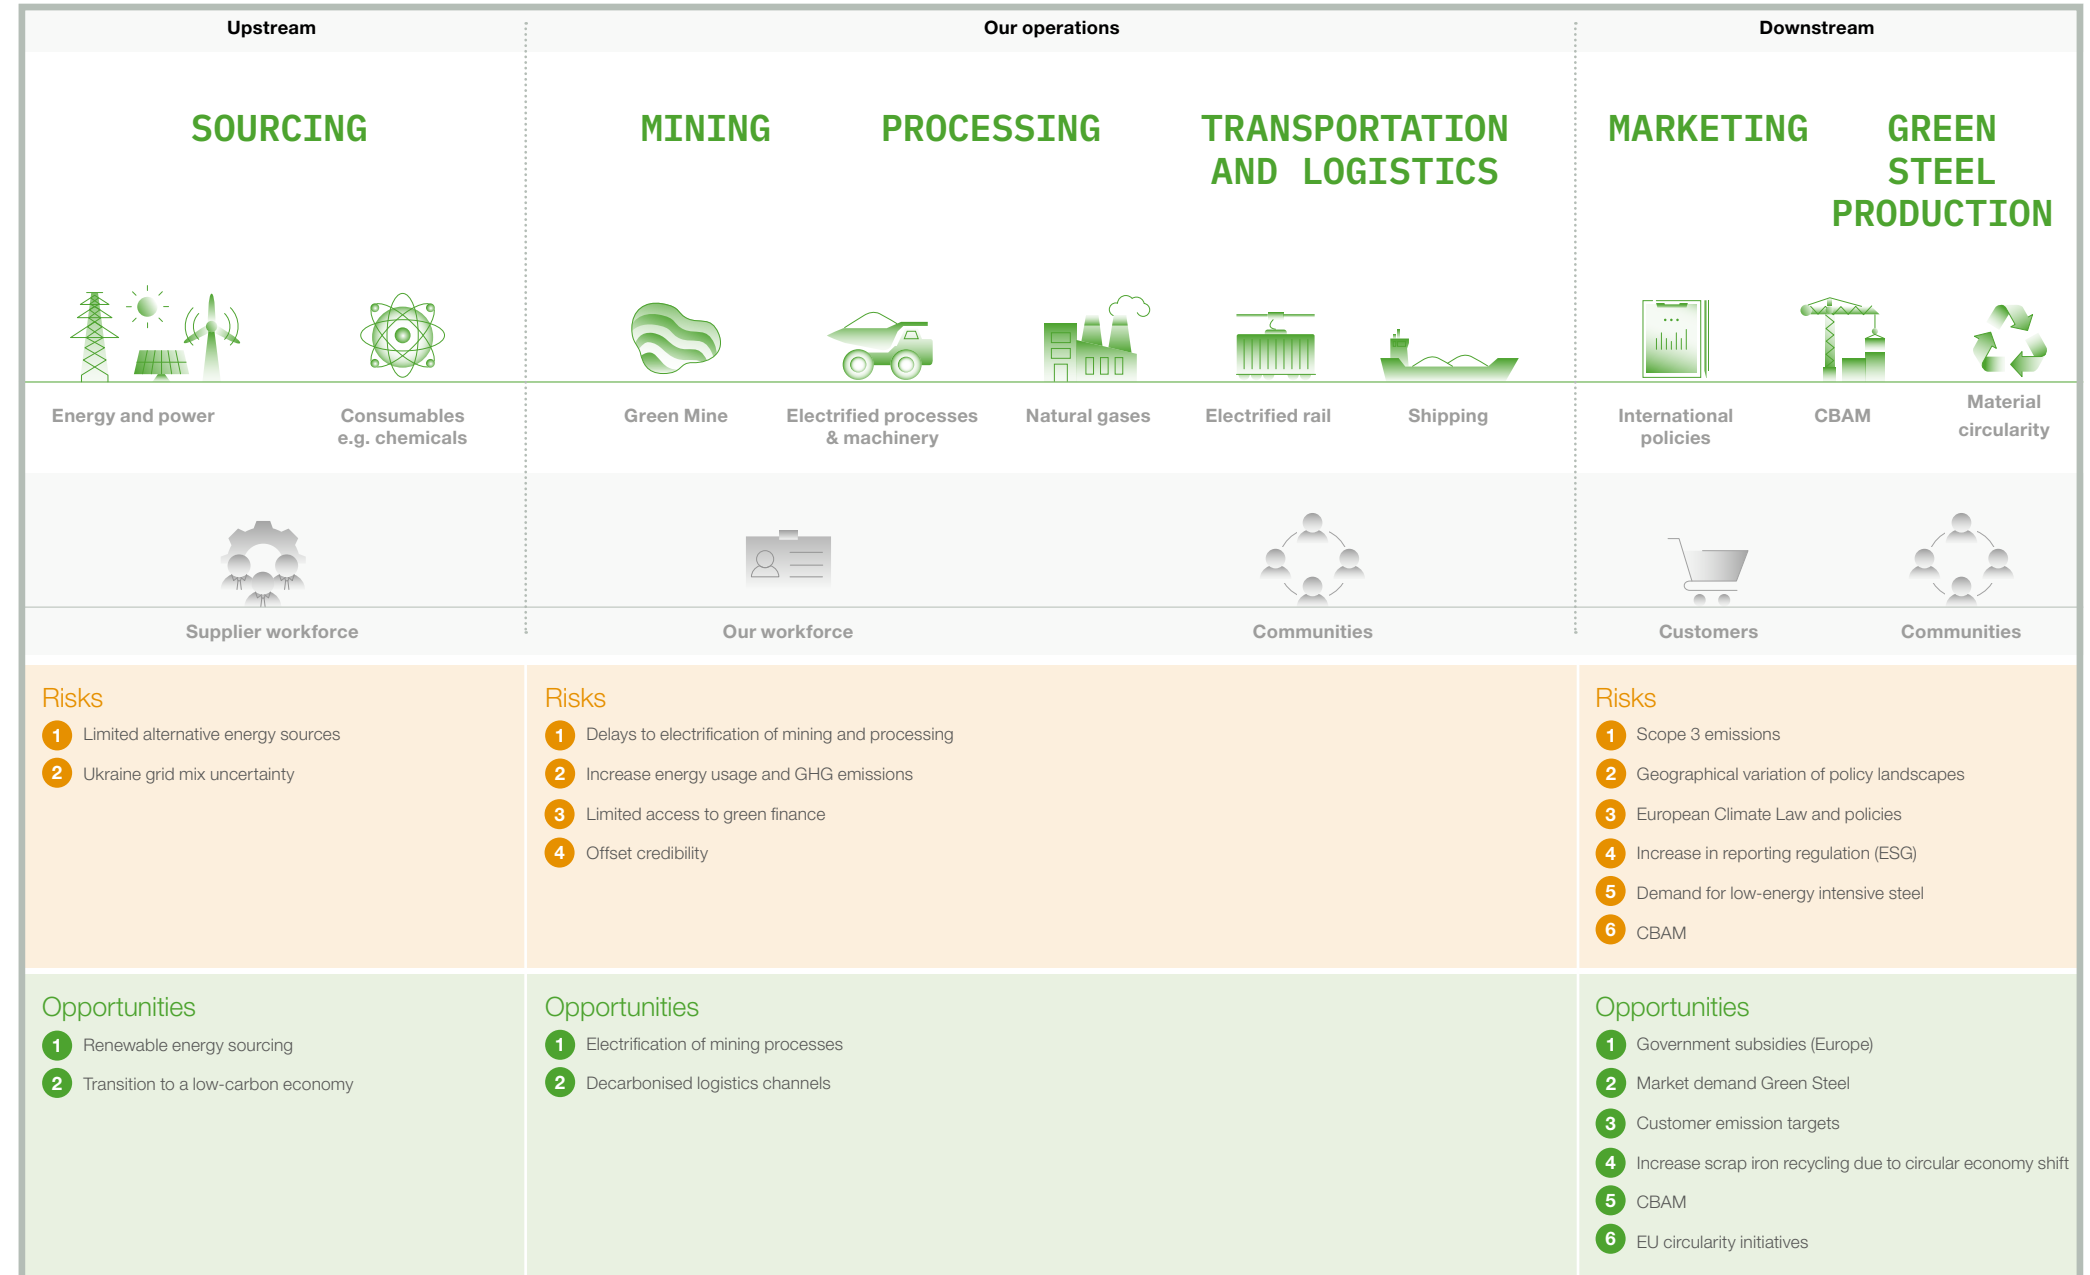 Upstream
Our operations
Downstream
SOURCING
MINING
PROCESSING
TRANSPORTATION
AND LOGISTICS
MARKETING
GREEN
STEEL
PRODUCTION
Energy and power
Consumables
e.g. chemicals
Green Mine
Electrified processes
& machinery
Natural gases
Electrified rail
Shipping
International
policies
CBAM
Material
circularity
Supplier workforce
Our workforce
Communities
Customers
Communities
Risks
1 Limited alternative energy sources
2 Ukraine grid mix uncertainty
Risks
1 Delays to electrification of mining and processing
2 Increase energy usage and GHG emissions
3 Limited access to green finance
4 Offset credibility
Risks
1 Scope 3 emissions
2 Geographical variation of policy landscapes
3 European Climate Law and policies
4 Increase in reporting regulation (ESG)
5 Demand for low-energy intensive steel
6 CBAM
Opportunities
1 Renewable energy sourcing
2 Transition to a low-carbon economy
Opportunities
1 Electrification of mining processes
2 Decarbonised logistics channels
Opportunities
1 Government subsidies (Europe)
2 Market demand Green Steel
3 Customer emission targets
4 Increase scrap iron recycling due to circular economy shift
5 CBAM
6 EU circularity initiatives